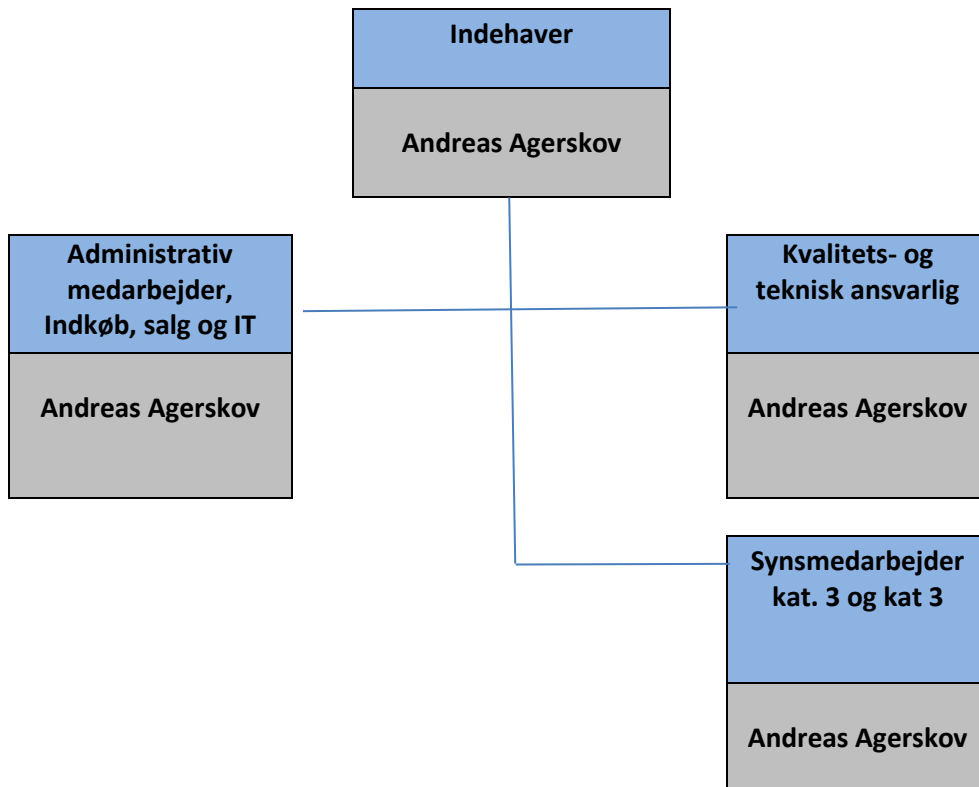 Indehaver
Andreas Agerskov
Administrativ
medarbejder,
Indkøb, salg og IT
Andreas Agerskov
Kvalitets- og
teknisk ansvarlig
Andreas Agerskov
Synsmedarbejder
kat. 3 og kat 3
Andreas Agerskov